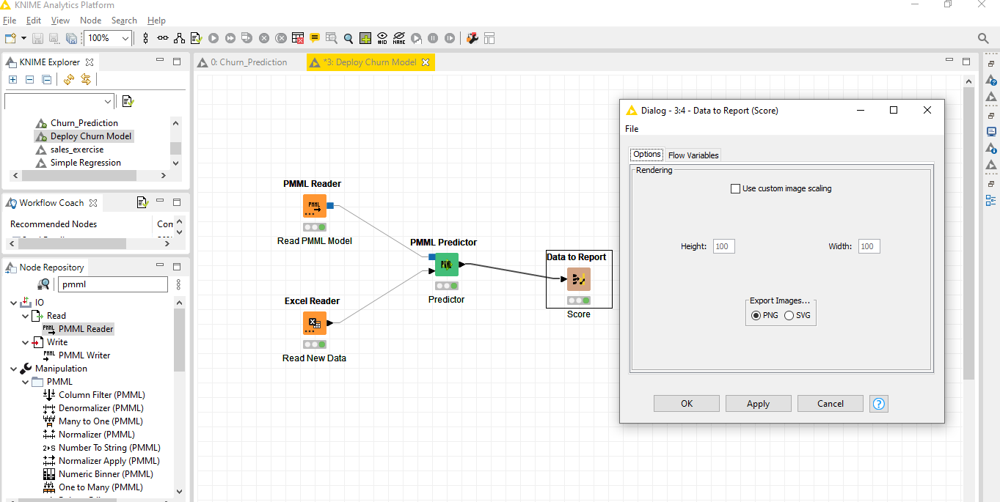 KNIME Analytics Platform
File Edit View Node Search Help
100%
#ID
NAME
KNIME Explorer
Churn_Prediction
Deploy Churn Model
sales_exercise
Simple Regression
Workflow Coach
Recommended Nodes
Com
Node Repository
pmml
IO
Read
PMML Reader
Write
PMML Writer
Manipulation
PMML
Column Filter (PMML)
Denormalizer (PMML)
Many to One (PMML)
Normalizer (PMML)
Number To String (PMML)
Normalizer Apply (PMML)
Numeric Binner (PMML)
One to Many (PMML)
0: Churn_Prediction
*3: Deploy Churn Model
PMML Reader
PMML
Read PMML Model
PMML Predictor
PMML
Predictor
Excel Reader
X
Read New Data
Data to Report
Score
Dialog - 3:4 - Data to Report (Score)
File
Options Flow Variables
Rendering
Use custom image scaling
Height: 100 Width: 100
Export Images...
PNG SVG
OK Apply Cancel ?